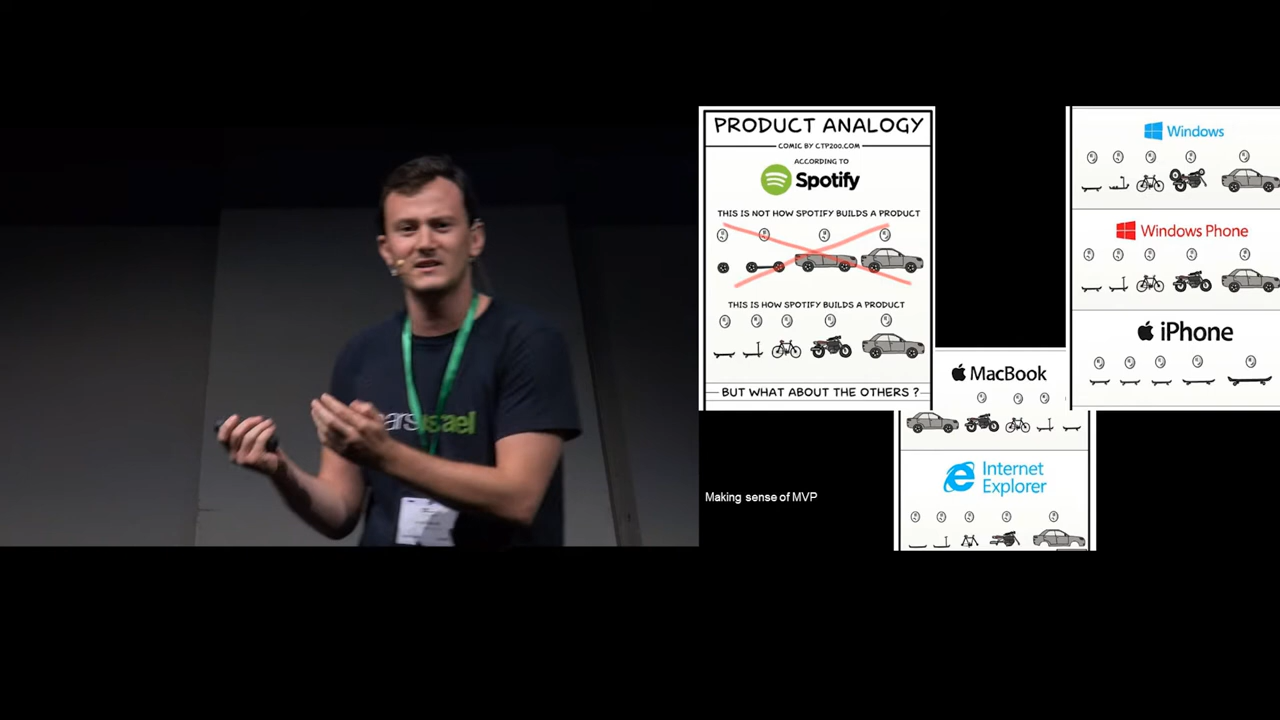 PRODUCT ANALOGY
COMIC BY CTP200.COM
ACCORDING TO
Spotify
THIS IS NOT HOW SPOTIFY BUILDS A PRODUCT
THIS IS HOW SPOTIFY BUILDS A PRODUCT
BUT WHAT ABOUT THE OTHERS ?
Windows
Windows Phone
iPhone
MacBook
Internet
Explorer
Making sense of MVP